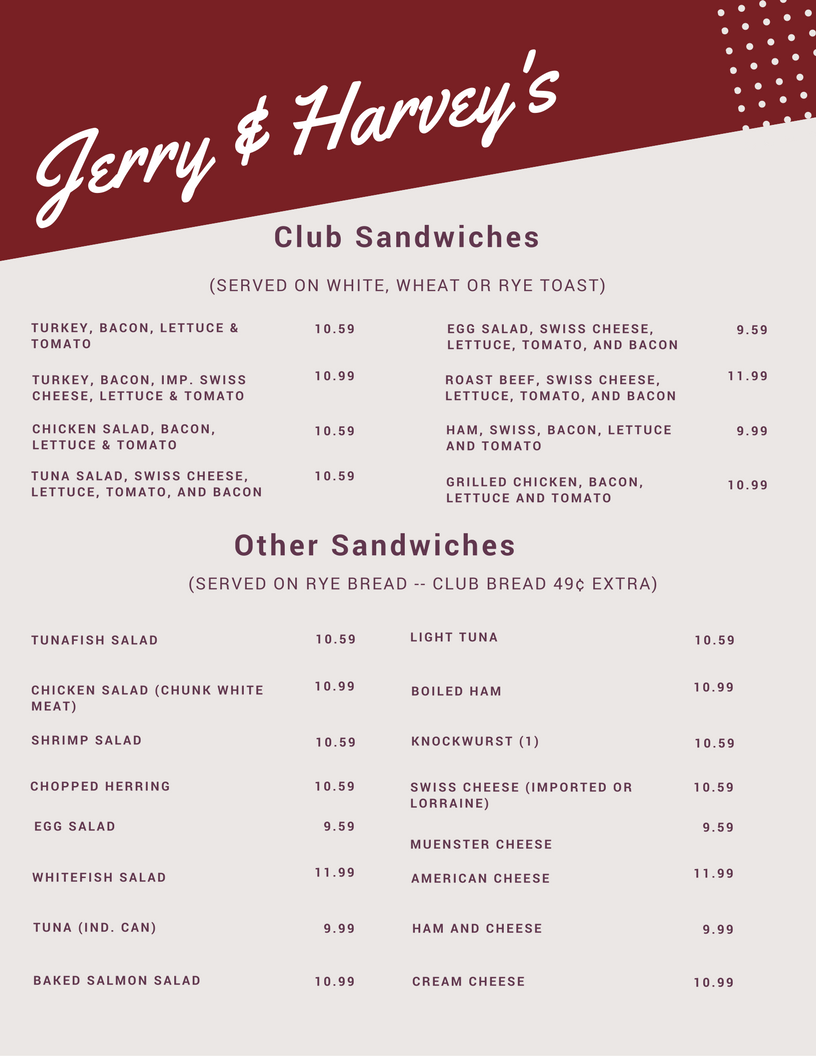 Jerry & Harvey's
Club Sandwiches
(SERVED ON WHITE, WHEAT OR RYE TOAST)
TURKEY, BACON, LETTUCE &
TOMATO
10.59
TURKEY, BACON, IMP. SWISS
CHEESE, LETTUCE & TOMATO
10.99
CHICKEN SALAD, BACON,
LETTUCE & TOMATO
10.59
TUNA SALAD, SWISS CHEESE,
LETTUCE, TOMATO, AND BACON
10.59
EGG SALAD, SWISS CHEESE,
LETTUCE, TOMATO, AND BACON
9.59
ROAST BEEF, SWISS CHEESE,
LETTUCE, TOMATO, AND BACON
11.99
HAM, SWISS, BACON, LETTUCE
AND TOMATO
9.99
GRILLED CHICKEN, BACON,
LETTUCE AND TOMATO
10.99
Other Sandwiches
(SERVED ON RYE BREAD -- CLUB BREAD 49¢ EXTRA)
TUNAFISH SALAD 10.59
CHICKEN SALAD (CHUNK WHITE
MEAT)
10.99
SHRIMP SALAD 10.59
CHOPPED HERRING 10.59
EGG SALAD 9.59
WHITEFISH SALAD 11.99
TUNA (IND. CAN) 9.99
BAKED SALMON SALAD 10.99
LIGHT TUNA 10.59
BOILED HAM 10.99
KNOCKWURST (1) 10.59
SWISS CHEESE (IMPORTED OR
LORRAINE)
10.59
MUENSTER CHEESE 9.59
AMERICAN CHEESE 11.99
HAM AND CHEESE 9.99
CREAM CHEESE 10.99